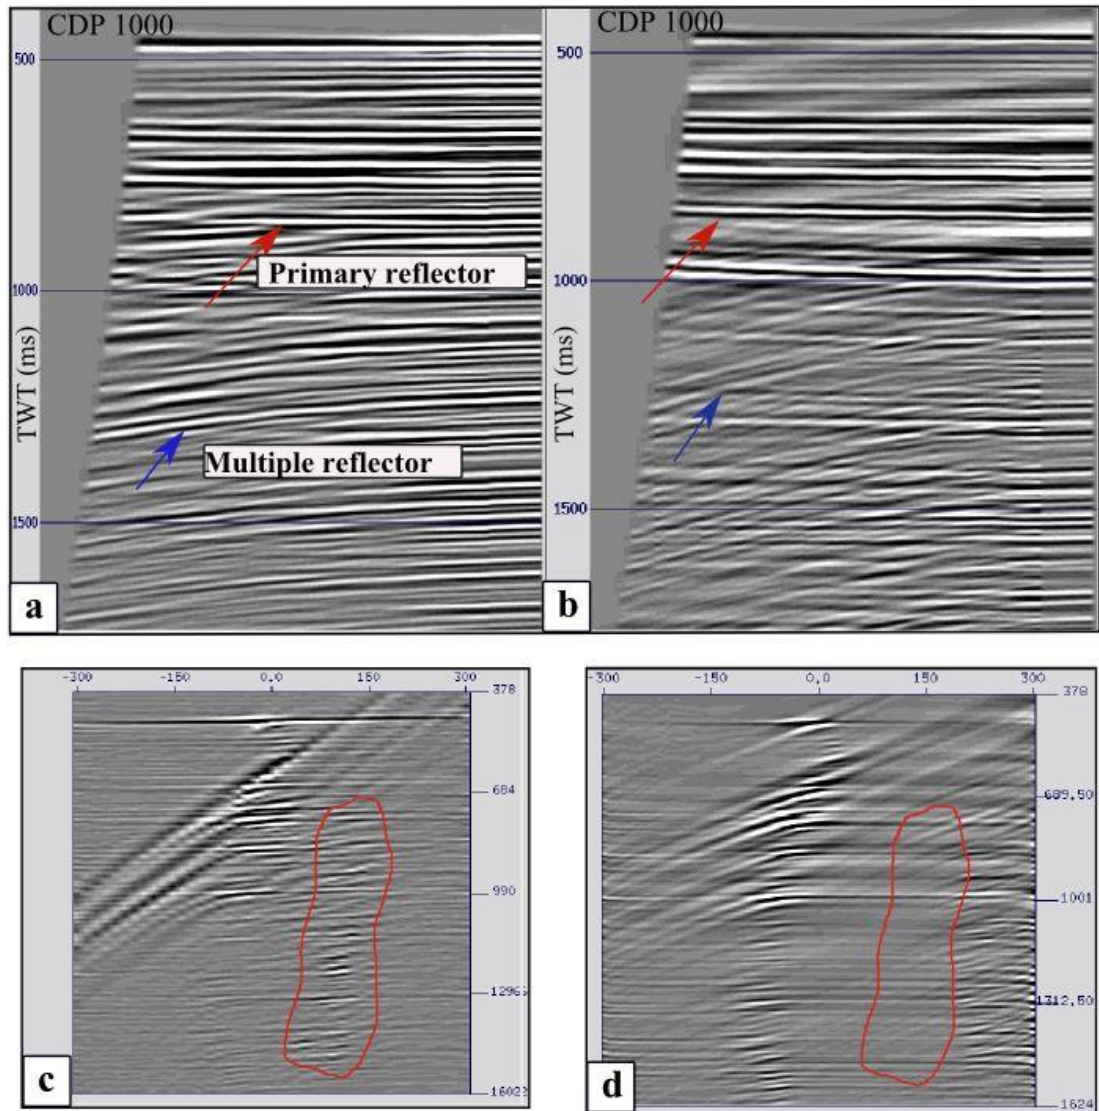 CDP 1000
500
Primary reflector
1000
TWT (ms)
Multiple reflector
1500
a
CDP 1000
500
1000
TWT (ms)
1500
b
-300 -150 0,0 150 300
378
684
990
c
-300 -150 0,0 150 300
378
689,50
1001
1312,50
1624
d